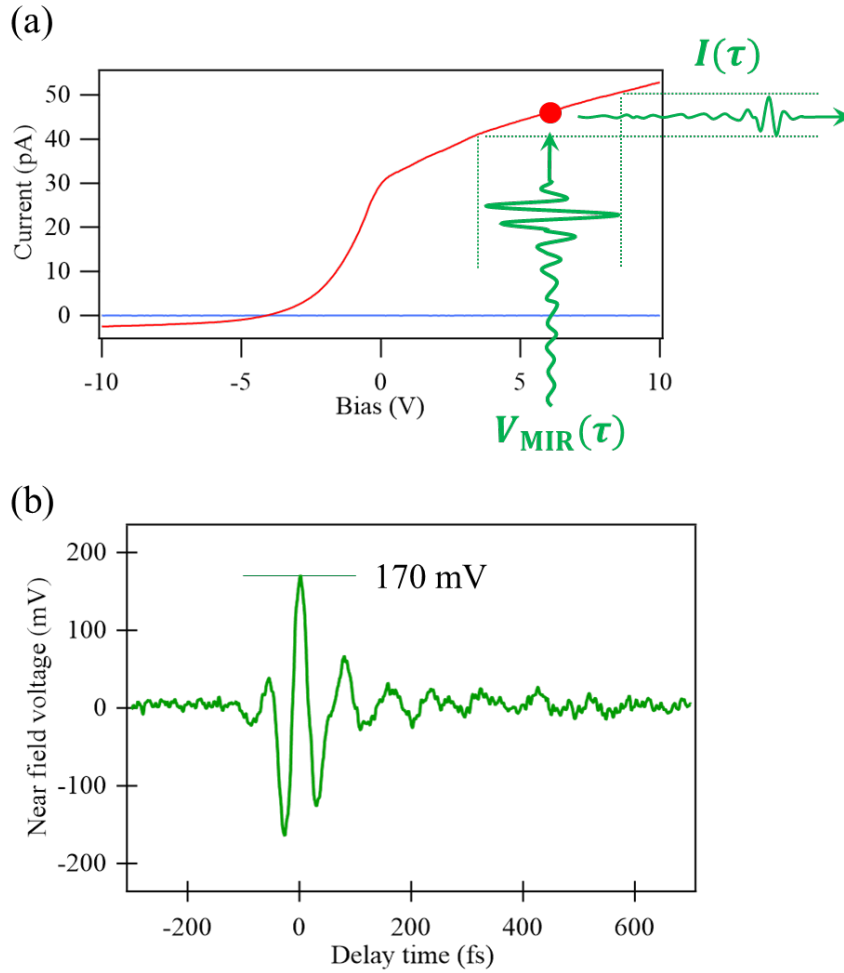 (a)
I(τ)
50
40
30
20
10
0
Current (pA)
-10
-5
0
5
10
Bias (V)
V_MIR(τ)
(b)
200
100
0
-100
-200
Near field voltage (mV)
170 mV
-200
0
200
400
600
Delay time (fs)